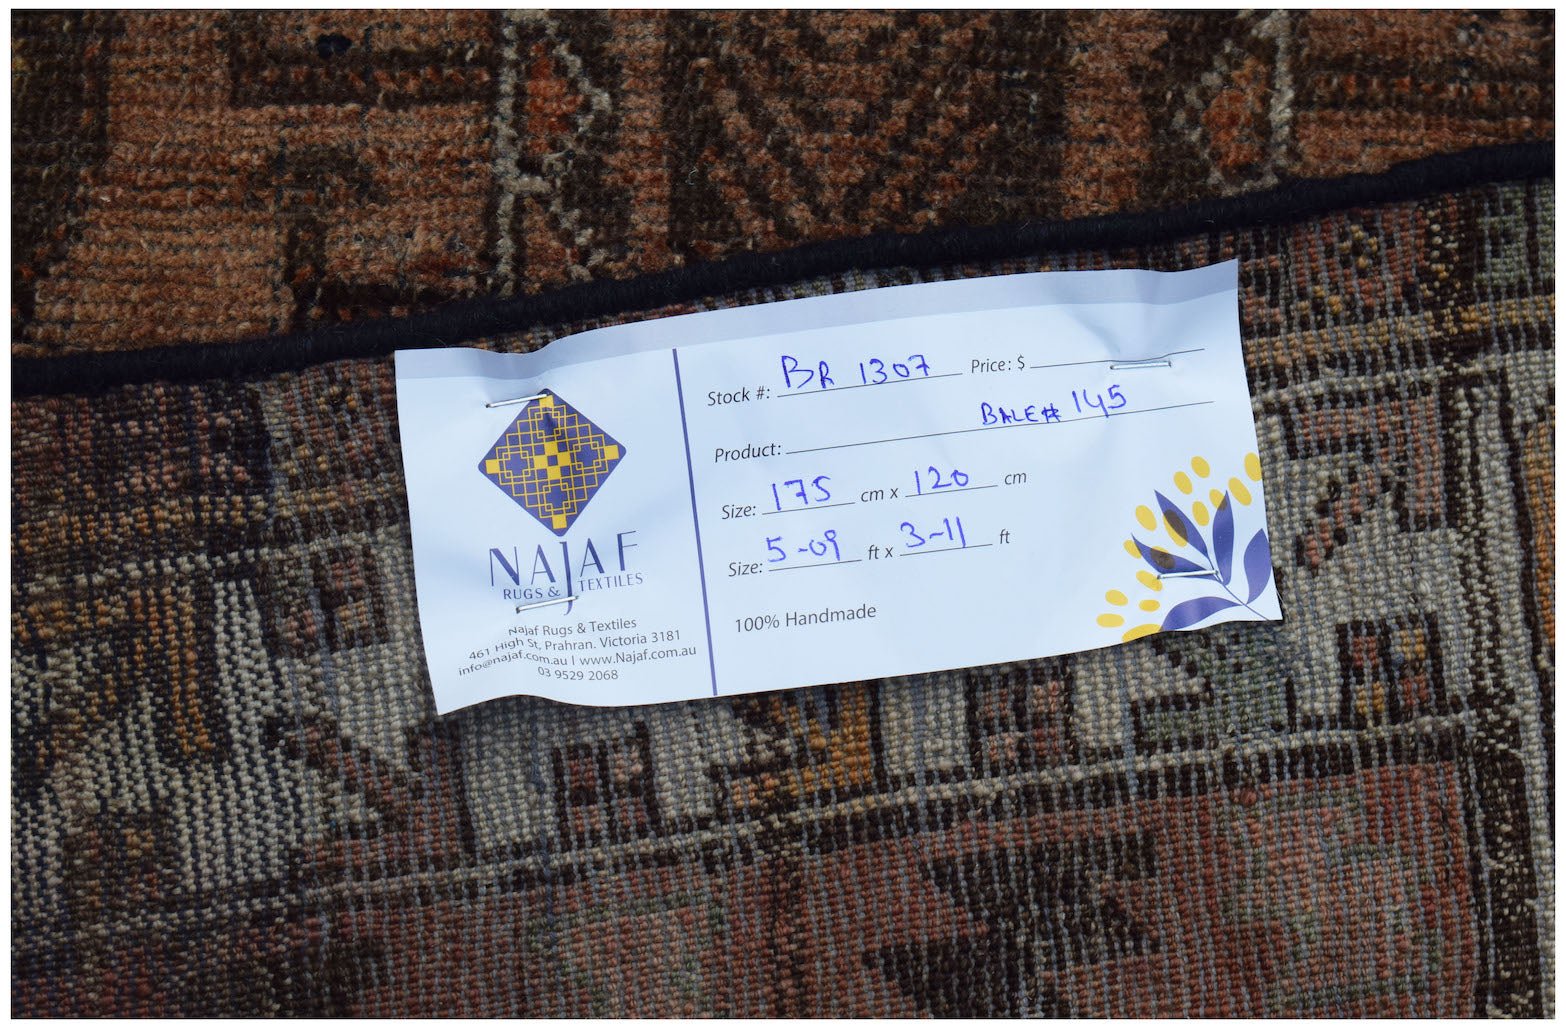 NAJAF
RUGS & TEXTILES
Najaf Rugs & Textiles
461 High St, Prahran. Victoria 3181
info@najaf.com.au | www.Najaf.com.au
03 9529 2068
Stock #: BR 1307 Price: $
BALE# 145
Product:
Size: 175 cm x 120 cm
Size: 5-09 ft x 3-11 ft
100% Handmade